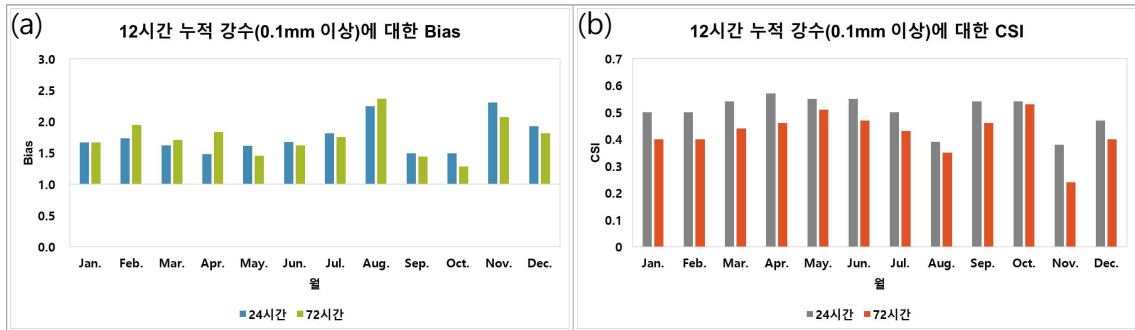 (a)
12시간 누적 강수(0.1mm 이상)에 대한 Bias
3.0
2.5
2.0
1.5
1.0
0.5
0.0
Bias
Jan. Feb. Mar. Apr. May. Jun. Jul. Aug. Sep. Oct. Nov. Dec.
월
24시간 72시간
(b)
12시간 누적 강수(0.1mm 이상)에 대한 CSI
0.7
0.6
0.5
0.4
0.3
0.2
0.1
0
CSI
Jan. Feb. Mar. Apr. May. Jun. Jul. Aug. Sep. Oct. Nov. Dec.
월
24시간 72시간